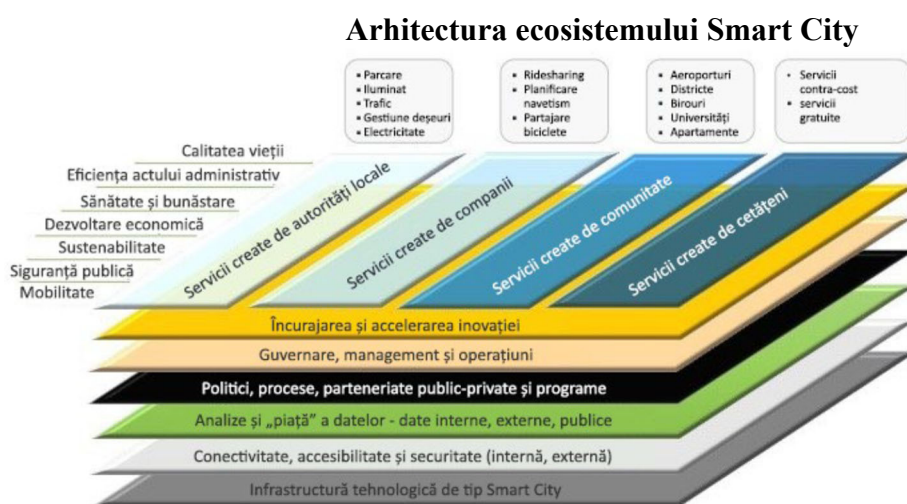 Arhitectura ecosistemului Smart City
▪ Parcare
▪ Iluminat
▪ Trafic
▪ Gestiune deșeuri
▪ Electricitate
▪ Ridesharing
▪ Planificare
navetism
▪ Partajare
biciclete
▪ Aeroporturi
▪ Districte
▪ Birouri
▪ Universități
▪ Apartamente
• Servicii
contra-cost
▪ servicii
gratuite
Calitatea vieții
Eficiența actului administrativ
Sănătate și bunăstare
Dezvoltare economică
Sustenabilitate
Siguranță publică
Mobilitate
Servicii create de autorități locale
Servicii create de companii
Servicii create de comunitate
Servicii create de cetățeni
Încurajarea și accelerarea inovației
Guvernare, management și operațiuni
Politici, procese, parteneriate public-private și programe
Analize și „piață” a datelor - date interne, externe, publice
Conectivitate, accesibilitate și securitate (internă, externă)
Infrastructură tehnologică de tip Smart City